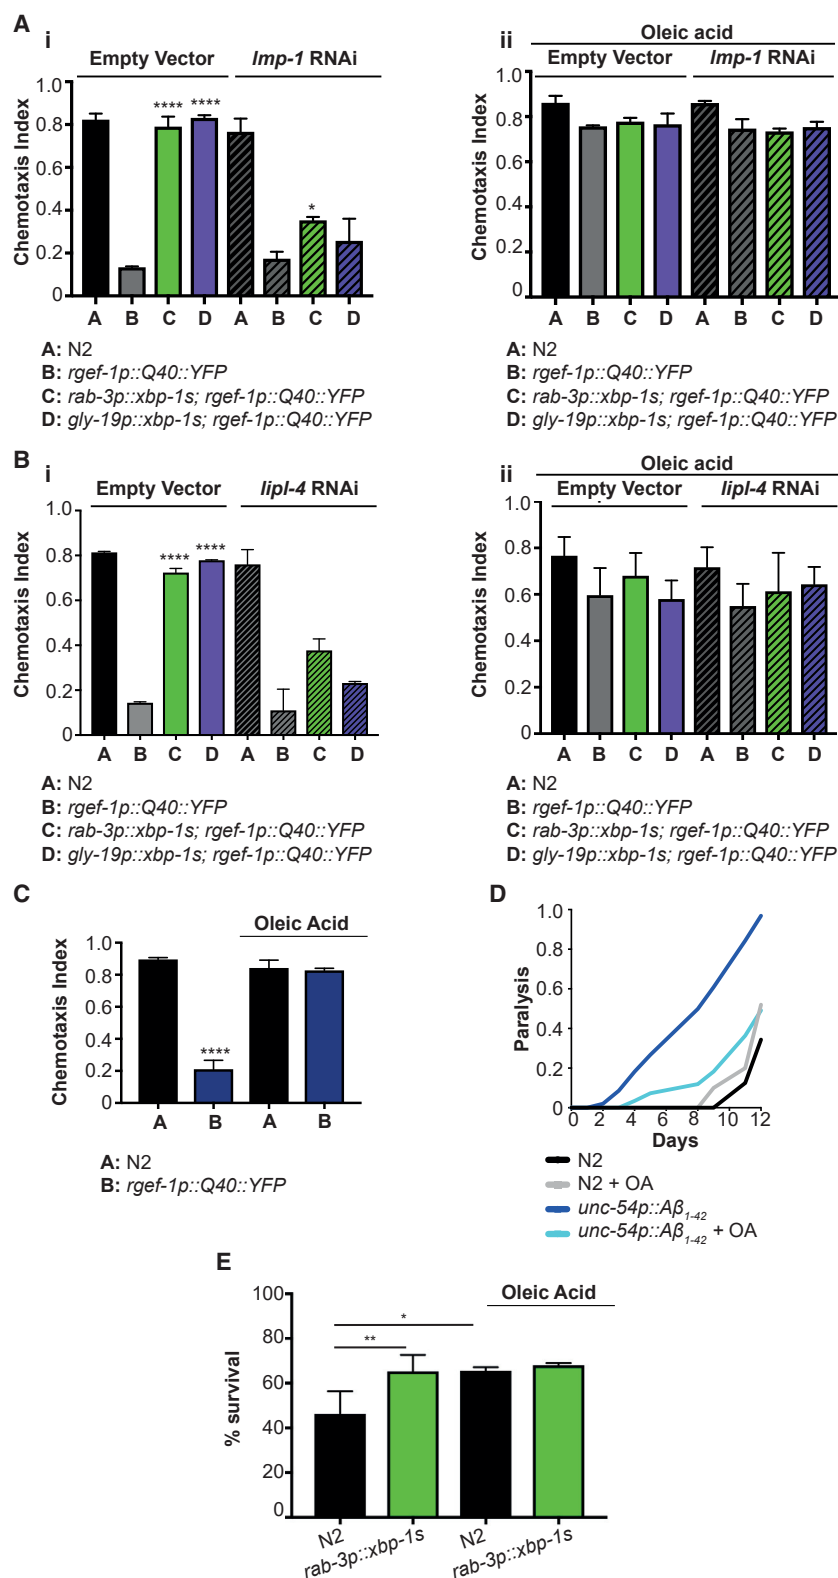 A
i
Empty Vector
lmp-1 RNAi
Chemotaxis Index
1.0
0.8
0.4
0.2
0
****
****
*
A B C D A B C D
A: N2
B: rgef-1p::Q40::YFP
C: rab-3p::xbp-1s; rgef-1p::Q40::YFP
D: gly-19p::xbp-1s; rgef-1p::Q40::YFP
ii
Oleic acid
Empty Vector
lmp-1 RNAi
Chemotaxis Index
1.0
0.8
0.4
0.2
0
A B C D A B C D
A: N2
B: rgef-1p::Q40::YFP
C: rab-3p::xbp-1s; rgef-1p::Q40::YFP
D: gly-19p::xbp-1s; rgef-1p::Q40::YFP
B
i
Empty Vector
lipl-4 RNAi
Chemotaxis Index
1.0
0.8
0.4
0.2
0
****
****
A B C D A B C D
A: N2
B: rgef-1p::Q40::YFP
C: rab-3p::xbp-1s; rgef-1p::Q40::YFP
D: gly-19p::xbp-1s; rgef-1p::Q40::YFP
ii
Oleic acid
Empty Vector
lipl-4 RNAi
Chemotaxis Index
1.0
0.8
0.6
0.4
0.2
0
A B C D A B C D
A: N2
B: rgef-1p::Q40::YFP
C: rab-3p::xbp-1s; rgef-1p::Q40::YFP
D: gly-19p::xbp-1s; rgef-1p::Q40::YFP
C
Oleic Acid
Chemotaxis Index
1.0
0.8
0.6
0.4
0.2
0
****
A B A B
A: N2
B: rgef-1p::Q40::YFP
D
Paralysis
1.0
0.8
0.6
0.4
0.2
0
0 2 4 6 8 10 12
Days
N2
N2 + OA
unc-54p::Aβ1-42
unc-54p::Aβ1-42 + OA
E
Oleic Acid
% survival
100
80
60
40
20
0
*
**
N2
rab-3p::xbp-1s
N2
rab-3p::xbp-1s